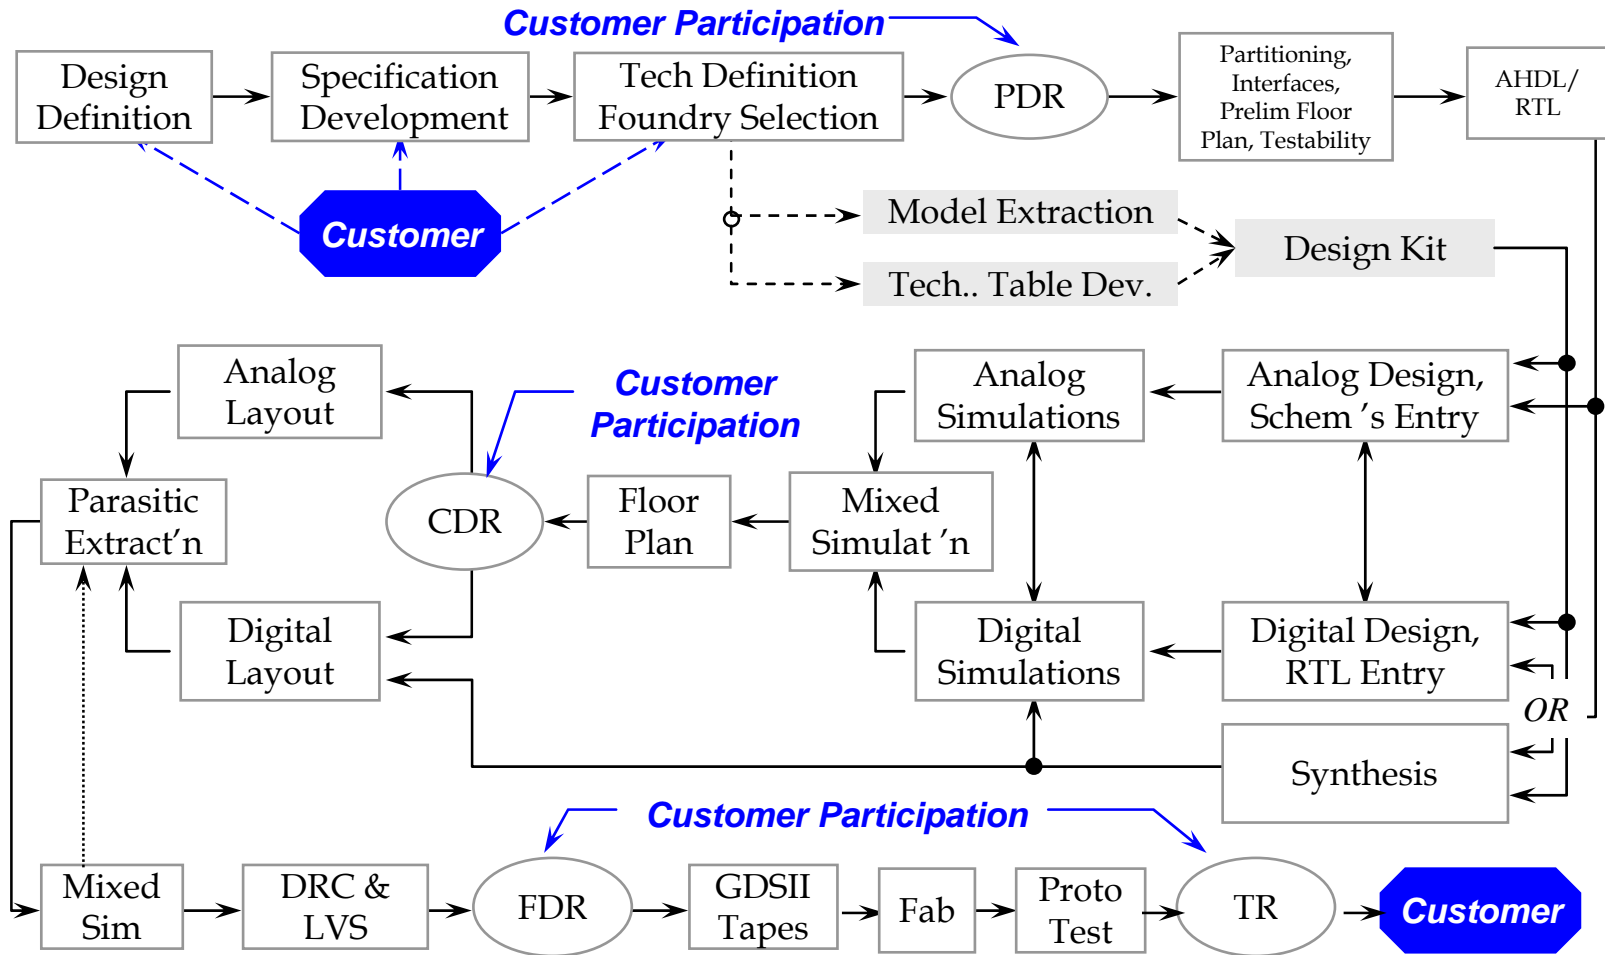 Customer Participation
Design
Definition
Specification
Development
Tech Definition
Foundry Selection
PDR
Partitioning,
Interfaces,
Prelim Floor
Plan, Testability
AHDL/
RTL
Customer
Model Extraction
Tech.. Table Dev.
Design Kit
Analog
Layout
Customer
Participation
Analog
Simulations
Analog Design,
Schem 's Entry
Parasitic
Extract'n
CDR
Floor
Plan
Mixed
Simulat 'n
Digital
Layout
Digital
Simulations
Digital Design,
RTL Entry
OR
Synthesis
Customer Participation
Mixed
Sim
DRC &
LVS
FDR
GDSII
Tapes
Fab
Proto
Test
TR
Customer